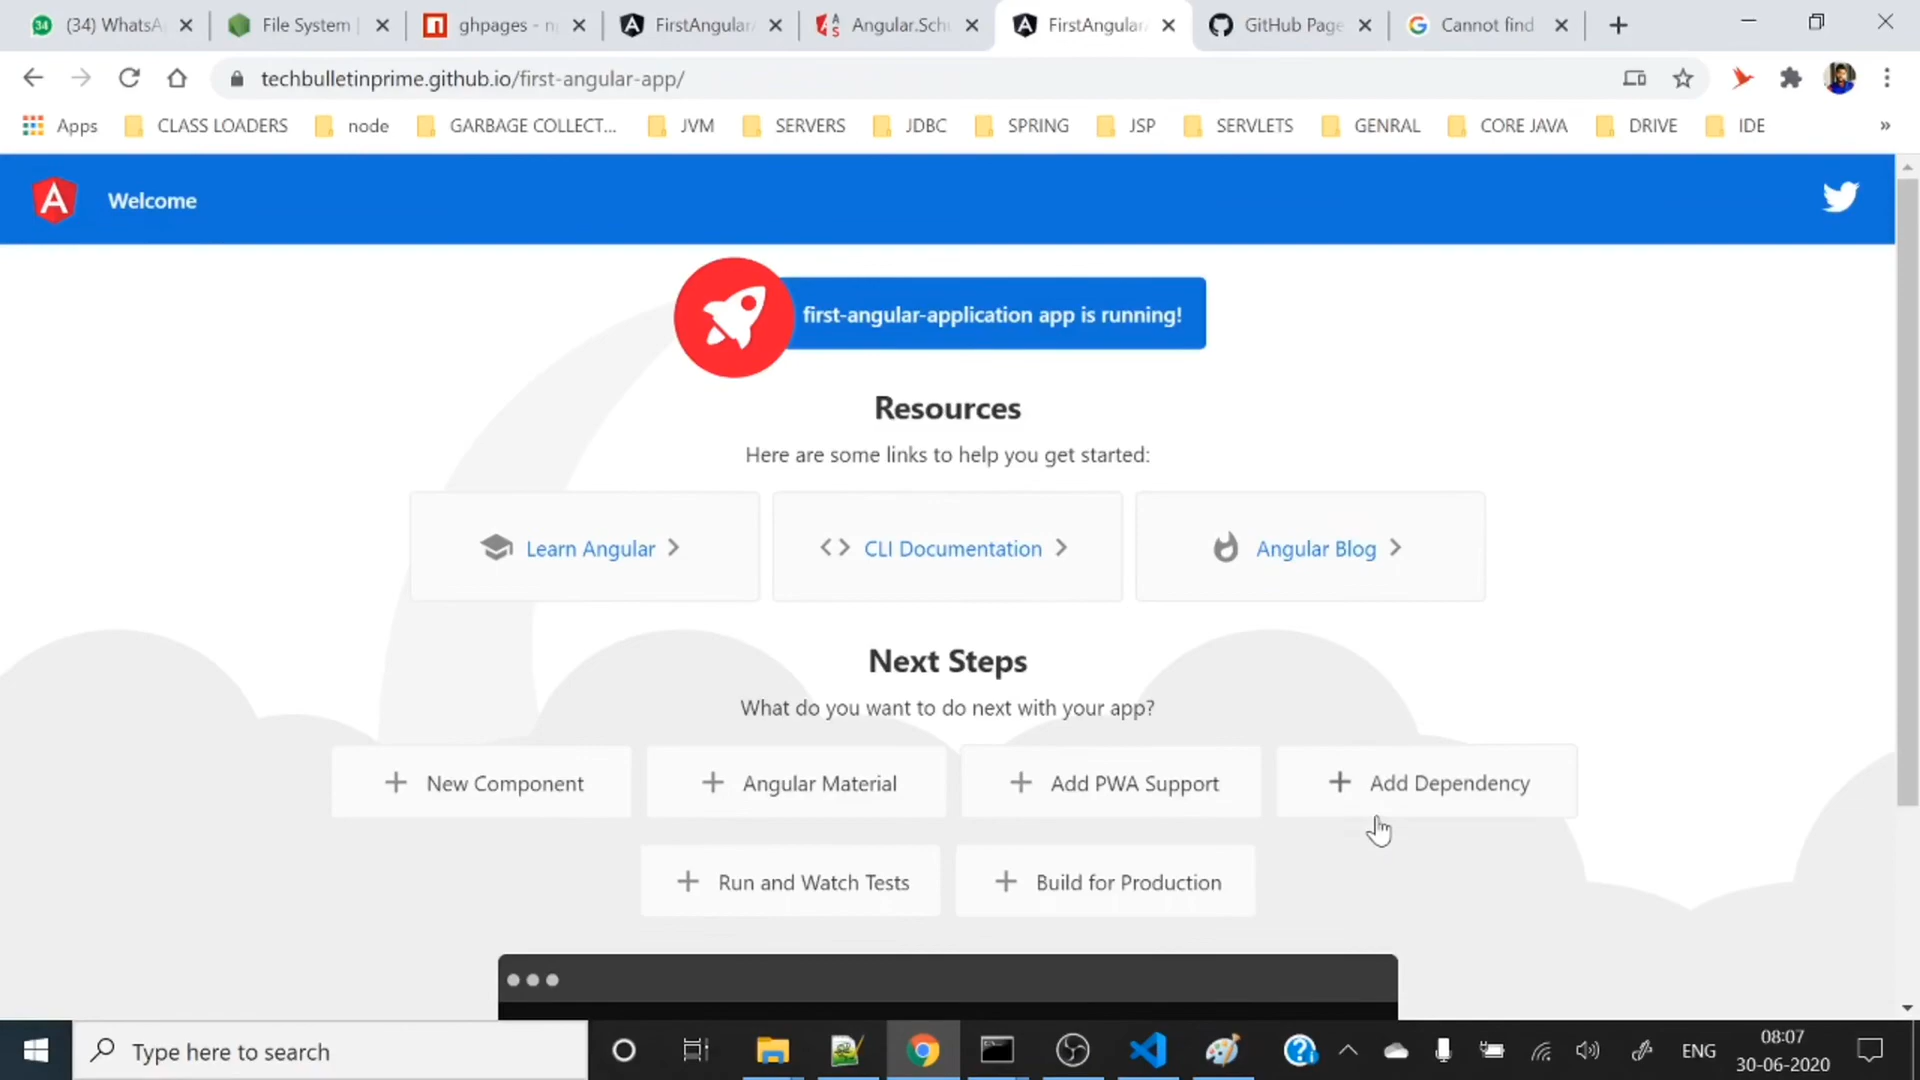 34 (34) WhatsA
File System |
n ghpages - n
FirstAngular
Angular.Sch
FirstAngular
GitHub Page
Cannot find
techbulletinprime.github.io/first-angular-app/
Apps CLASS LOADERS node GARBAGE COLLECT... JVM SERVERS JDBC SPRING JSP SERVLETS GENRAL CORE JAVA DRIVE IDE »
A Welcome
first-angular-application app is running!
Resources
Here are some links to help you get started:
Learn Angular
CLI Documentation
Angular Blog
Next Steps
What do you want to do next with your app?
New Component
Angular Material
Add PWA Support
Add Dependency
Run and Watch Tests
Build for Production
Type here to search
ENG
08:07
30-06-2020